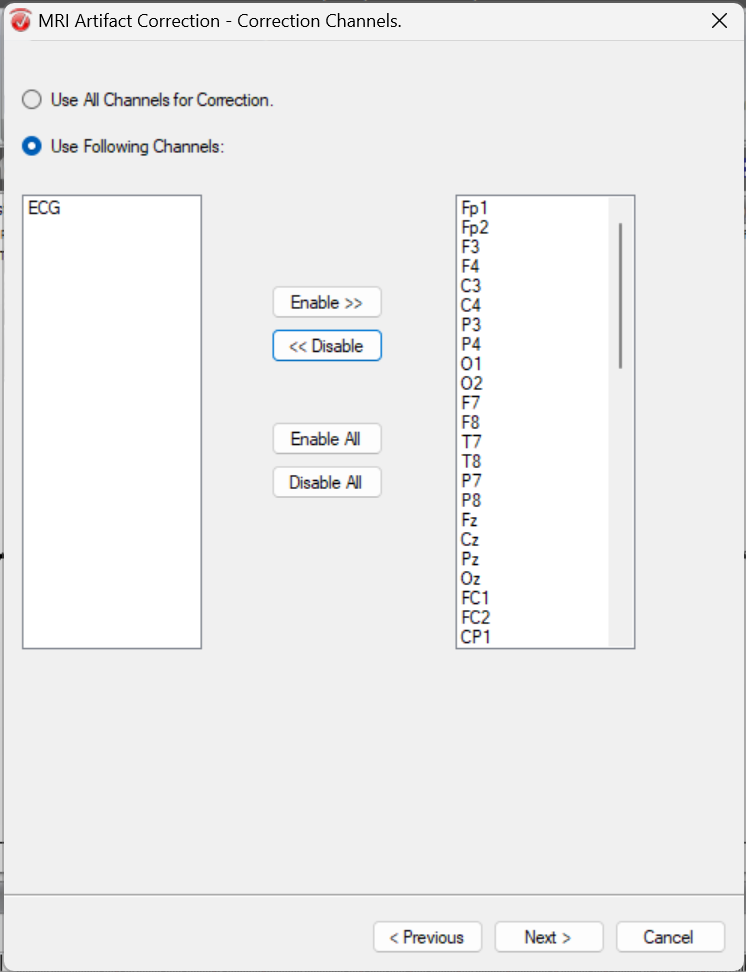 MRI Artifact Correction - Correction Channels.
Use All Channels for Correction.
Use Following Channels:
ECG
Enable >>
<< Disable
Enable All
Disable All
Fp1
Fp2
F3
F4
C3
C4
P3
P4
O1
O2
F7
F8
T7
T8
P7
P8
Fz
Cz
Pz
Oz
FC1
FC2
CP1
< Previous
Next >
Cancel